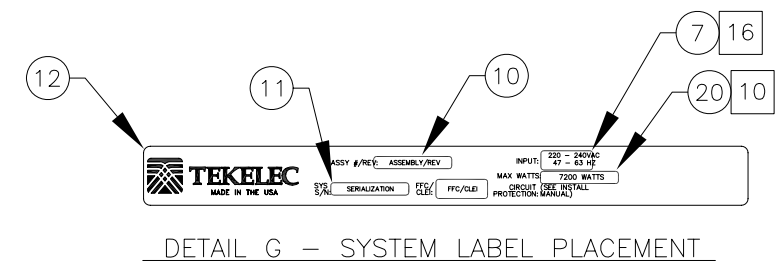 7 16
12
11
10
20 10
TEKELEC
MADE IN THE USA
ASSY #/REV: ASSEMBLY/REV
SYS S/N: SERIALIZATION
FFC/ CLEI: FFC/CLEI
INPUT: 220 - 240VAC
47 - 63 HZ
MAX WATTS: 7200 WATTS
CIRCUIT (SEE INSTALL
PROTECTION: MANUAL)
DETAIL G - SYSTEM LABEL PLACEMENT